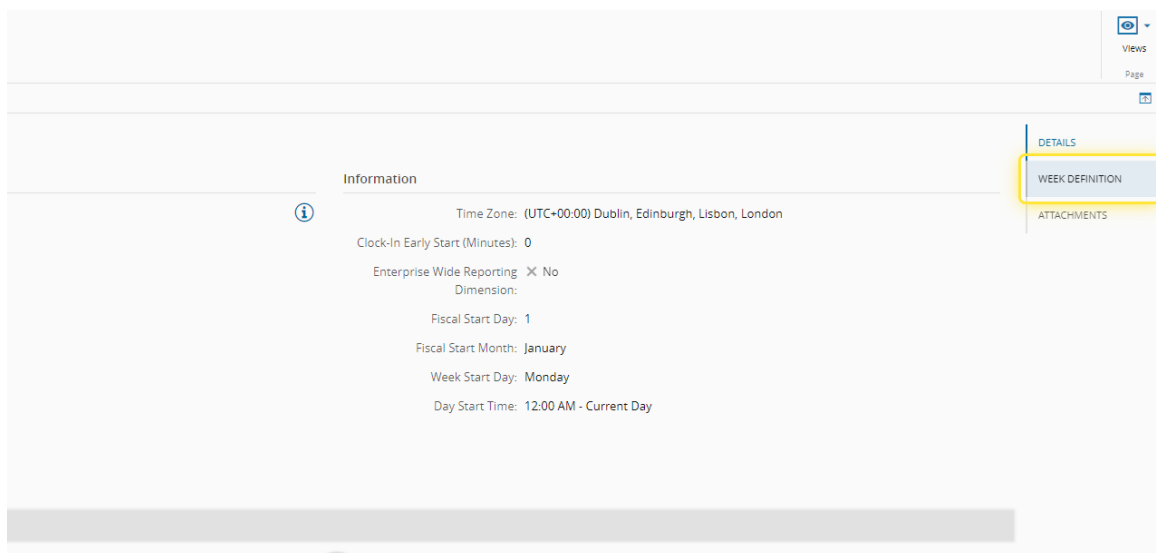 Views
Page
DETAILS
WEEK DEFINITION
ATTACHMENTS
Information
Time Zone: (UTC+00:00) Dublin, Edinburgh, Lisbon, London
Clock-In Early Start (Minutes): 0
Enterprise Wide Reporting Dimension: No
Fiscal Start Day: 1
Fiscal Start Month: January
Week Start Day: Monday
Day Start Time: 12:00 AM - Current Day